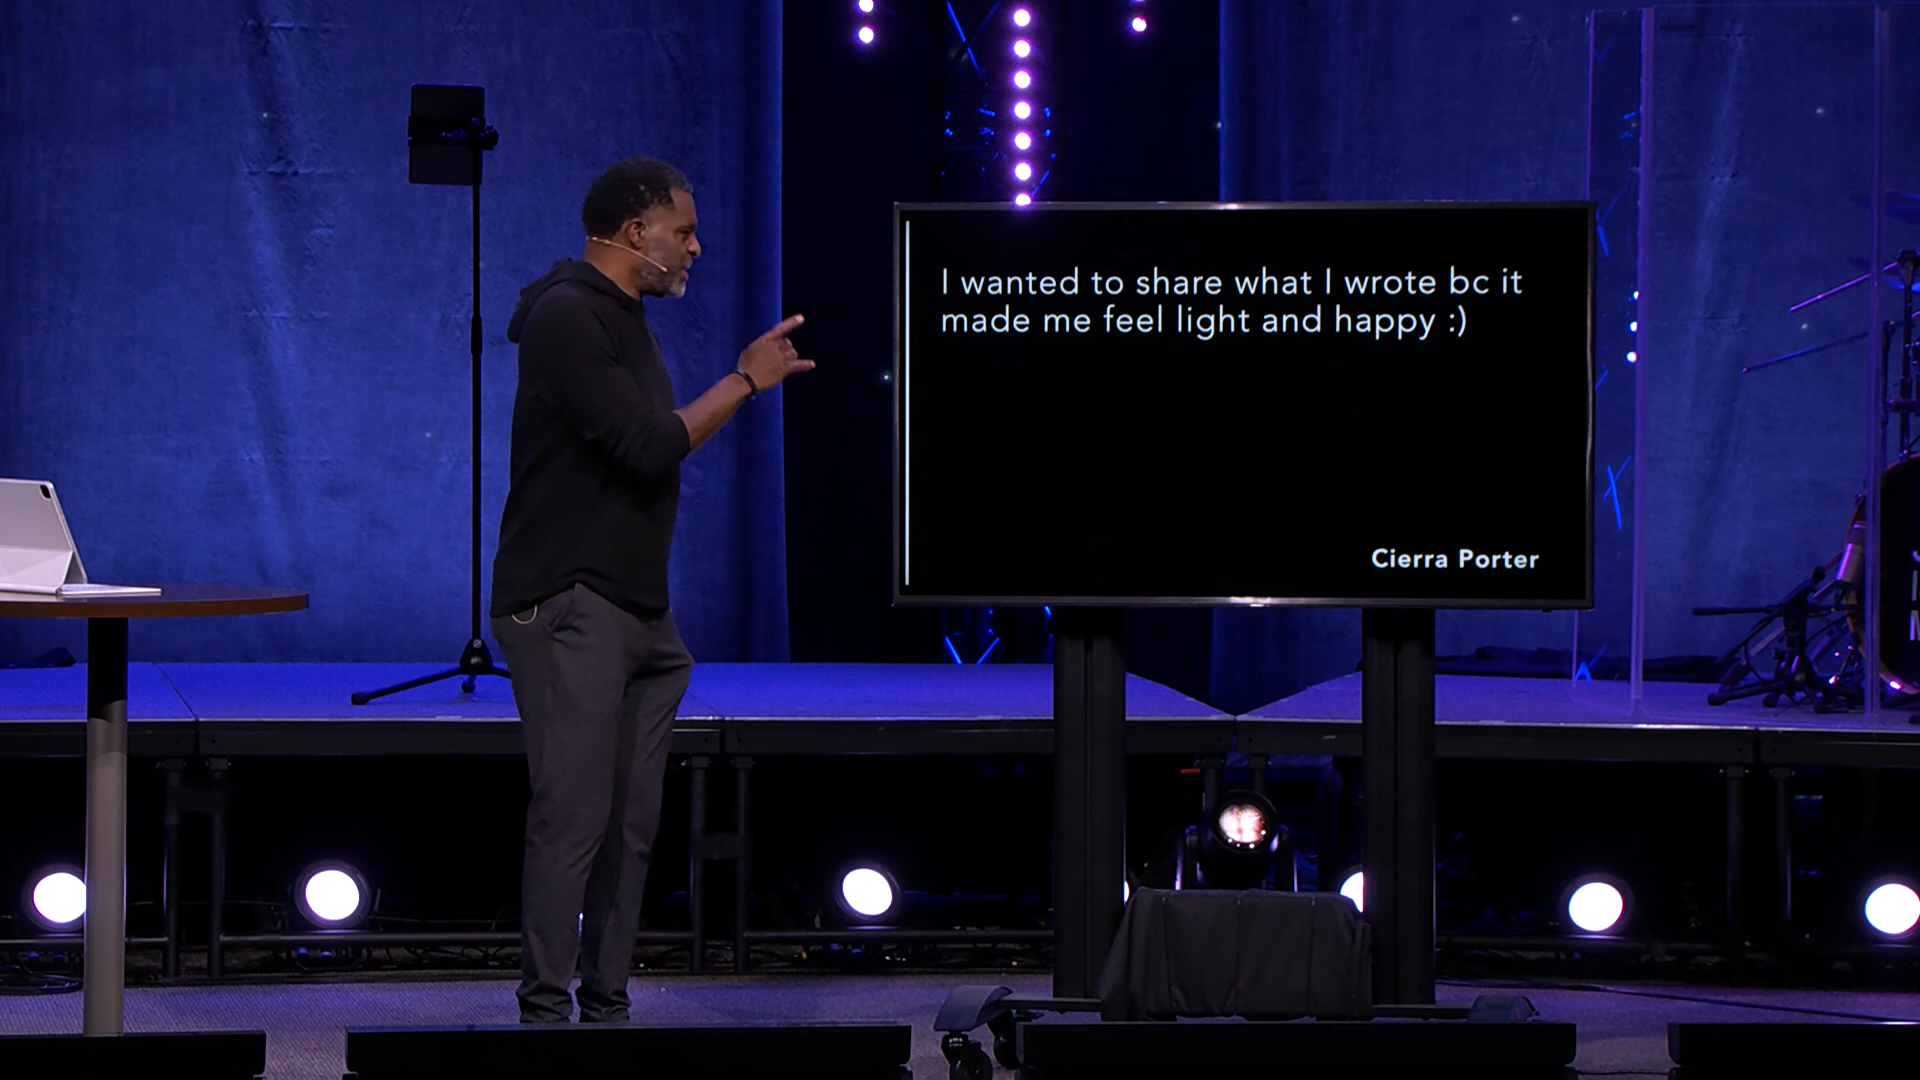 I wanted to share what I wrote bc it
made me feel light and happy :)
Cierra Porter